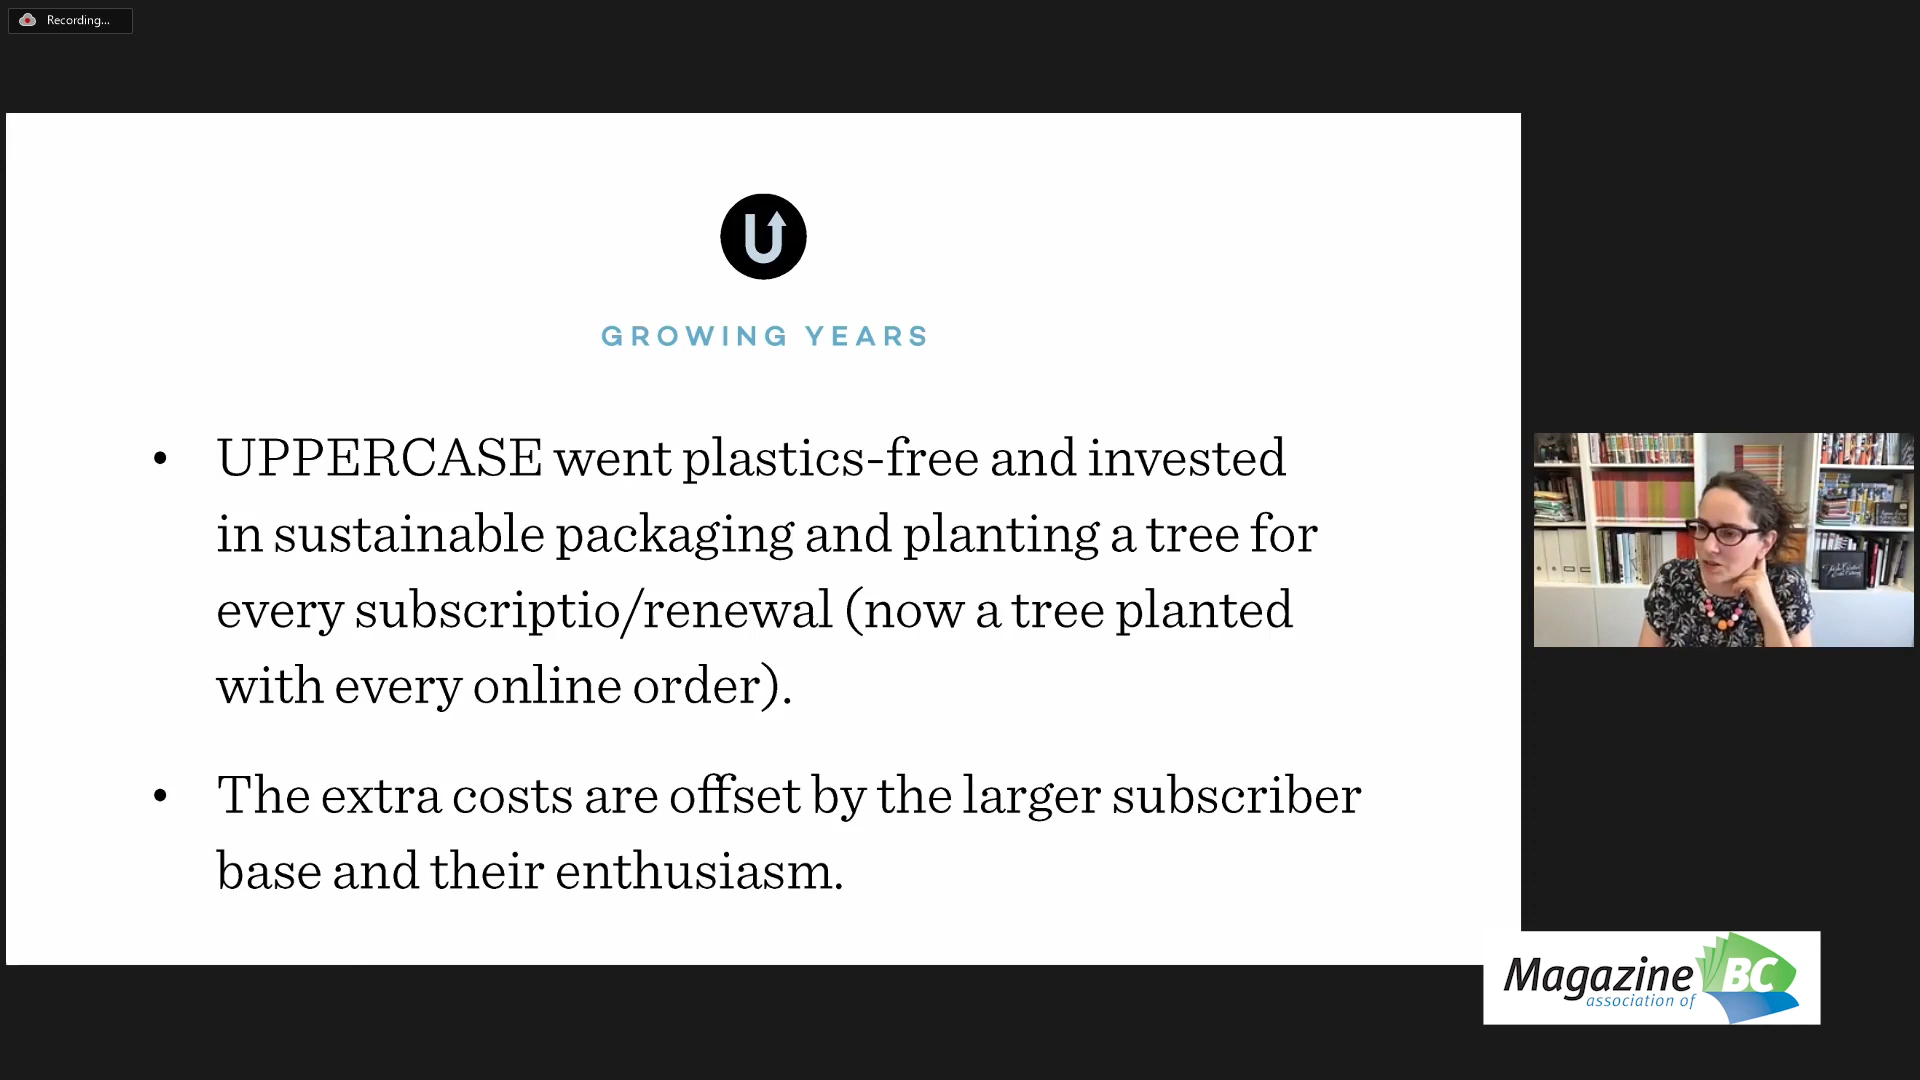 Recording...
U
GROWING YEARS
• UPPERCASE went plastics-free and invested
in sustainable packaging and planting a tree for
every subscriptio/renewal (now a tree planted
with every online order).
• The extra costs are offset by the larger subscriber
base and their enthusiasm.
Magazine BC
association of